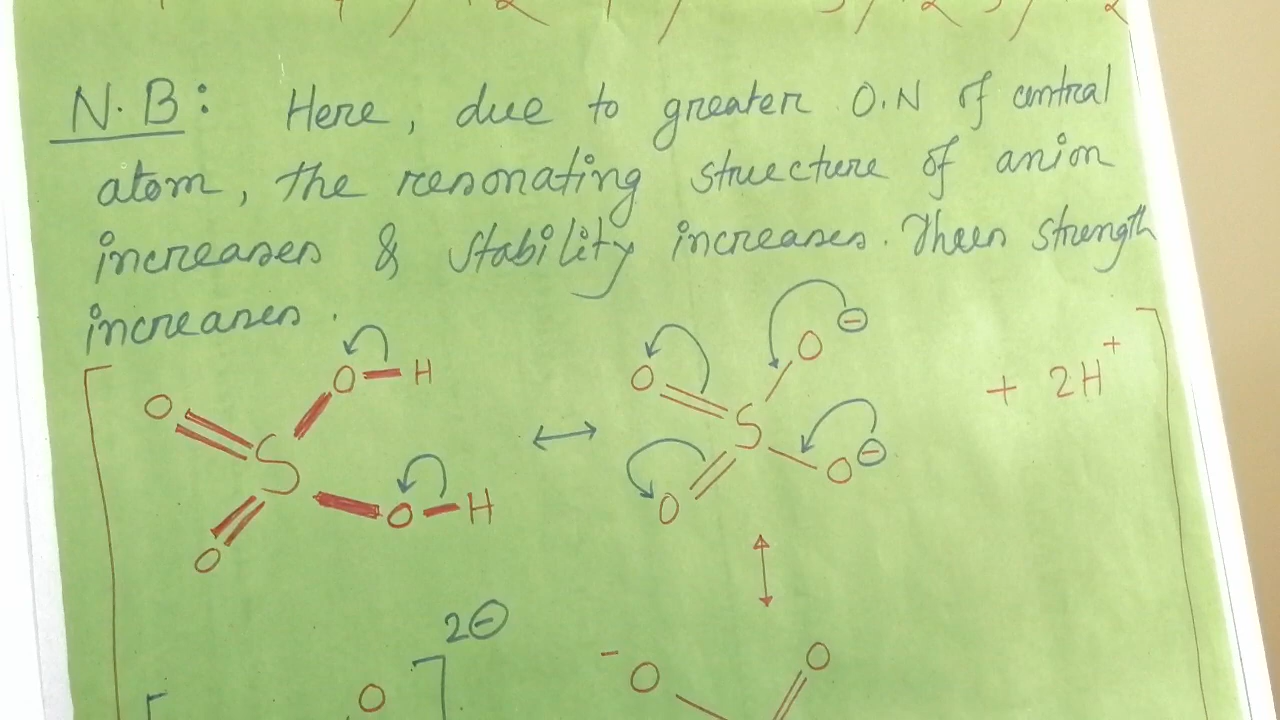 N.B: Here, due to greater O.N of central
atom, the resonating structure of anion
increases & stability increases. Then strength
increases.
O O H
O S O H
O
O O ⊖
S O ⊖
O
+ 2H+
2⊖
O
- O O